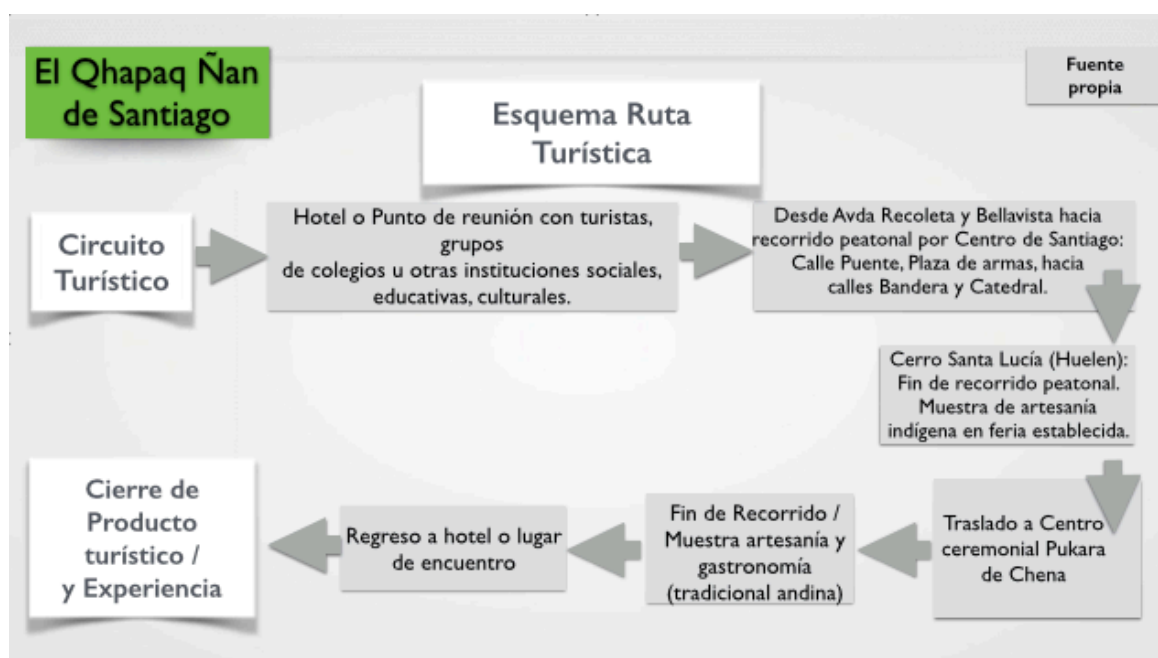 El Qhapaq Ñan
de Santiago
Fuente
propia
Esquema Ruta
Turística
Circuito
Turístico
Hotel o Punto de reunión con turistas,
grupos
de colegios u otras instituciones sociales,
educativas, culturales.
Desde Avda Recoleta y Bellavista hacia
recorrido peatonal por Centro de Santiago:
Calle Puente, Plaza de armas, hacia
calles Bandera y Catedral.
Cerro Santa Lucía (Huelen):
Fin de recorrido peatonal.
Muestra de artesanía
indígena en feria establecida.
Traslado a Centro
ceremonial Pukara
de Chena
Fin de Recorrido /
Muestra artesanía y
gastronomía
(tradicional andina)
Regreso a hotel o lugar
de encuentro
Cierre de
Producto
turístico /
y Experiencia